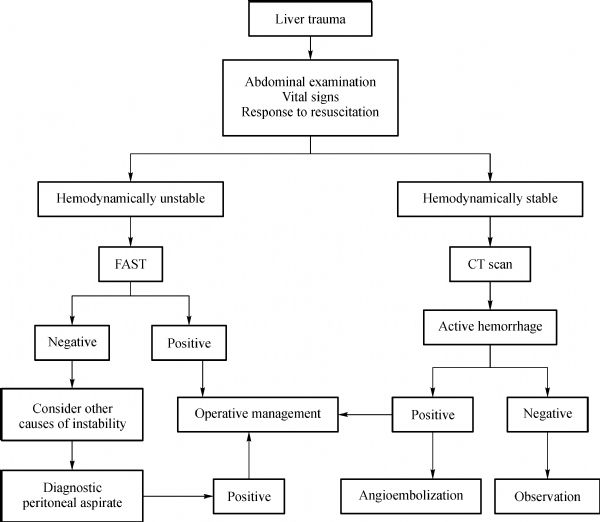 Liver trauma
Abdominal examination
Vital signs
Response to resuscitation
Hemodynamically unstable
Hemodynamically stable
FAST
CT scan
Negative
Positive
Active hemorrhage
Consider other
causes of instability
Operative management
Positive
Negative
Diagnostic
peritoneal aspirate
Positive
Angioembolization
Observation